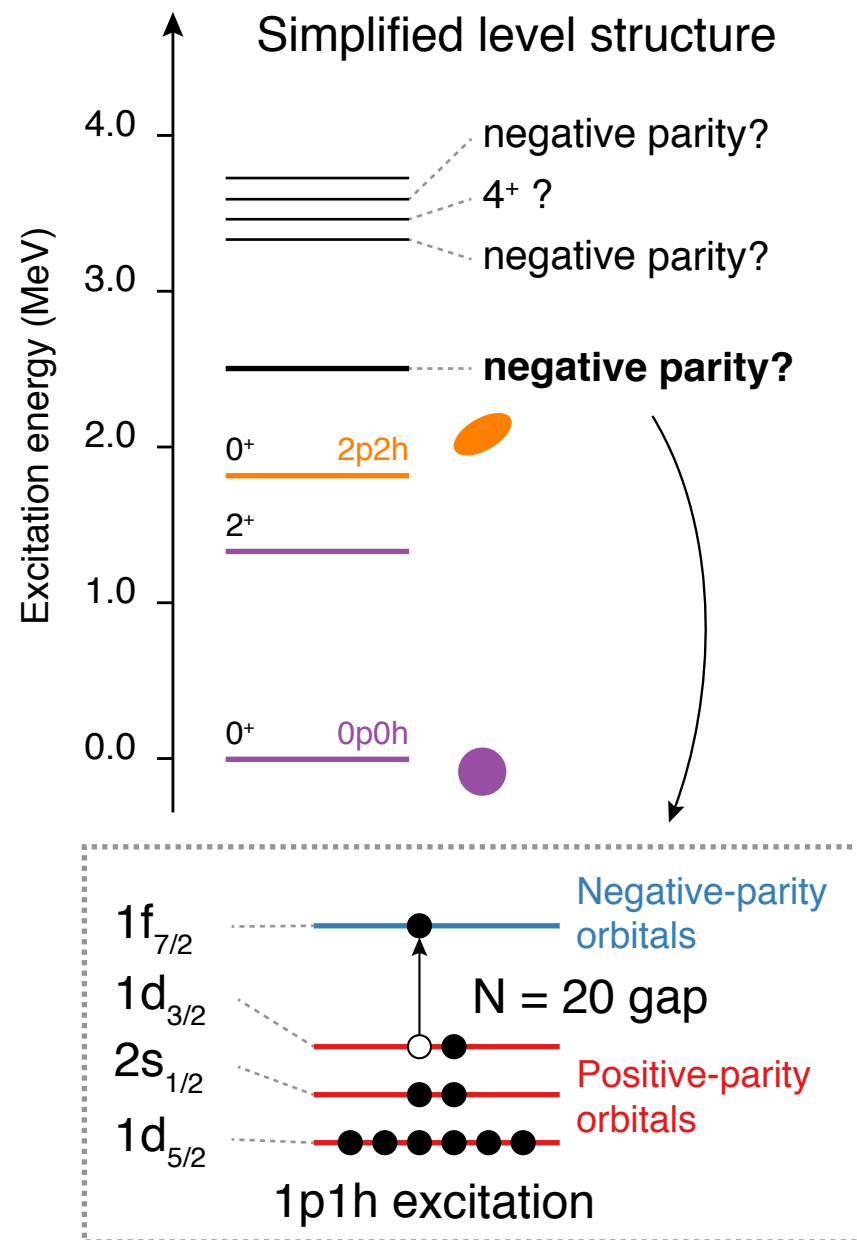 Simplified level structure
Excitation energy (MeV)
4.0
3.0
2.0
1.0
0.0
negative parity?
4⁺ ?
negative parity?
negative parity?
0⁺ 2p2h
2⁺
0⁺ 0p0h
1f₇/₂
1d₃/₂
2s₁/₂
1d₅/₂
Negative-parity
orbitals
N = 20 gap
Positive-parity
orbitals
1p1h excitation